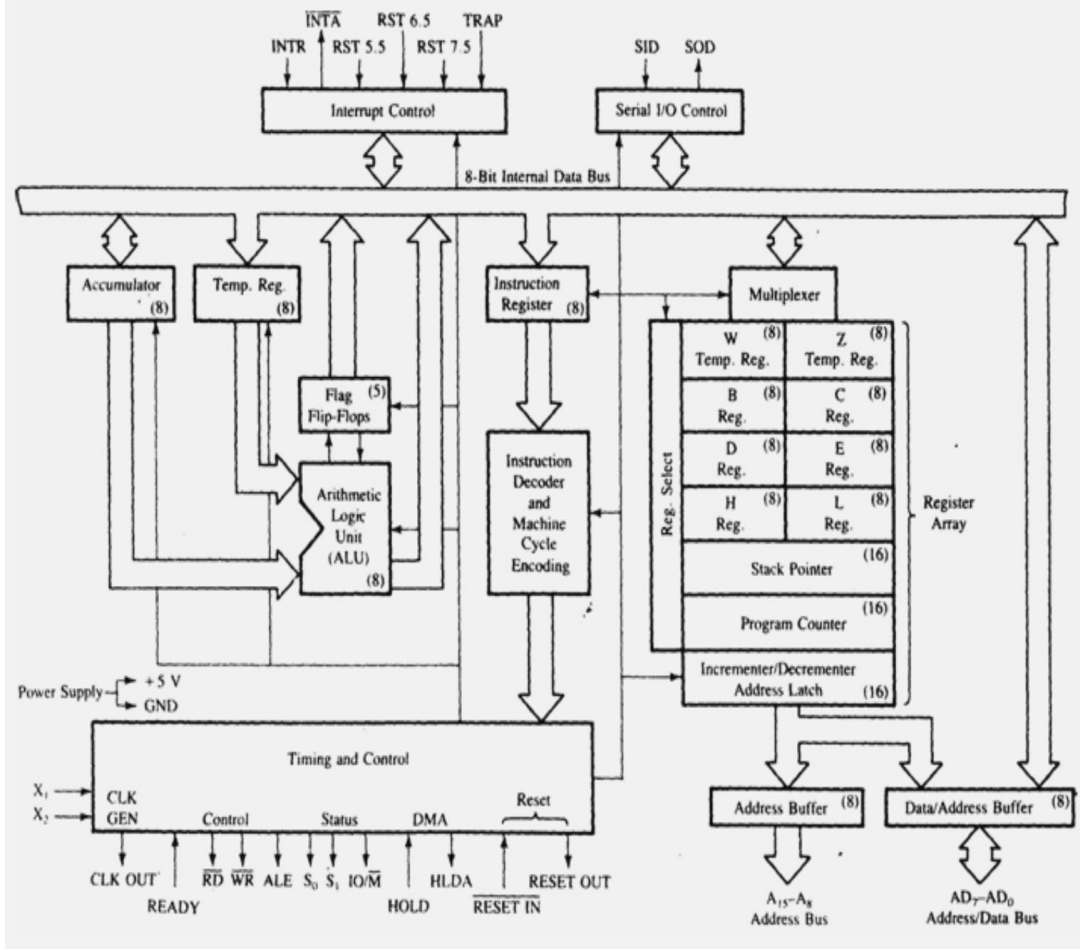 INTR
INTA
RST 5.5
RST 6.5
RST 7.5
TRAP
Interrupt Control
SID
SOD
Serial I/O Control
8-Bit Internal Data Bus
Accumulator
(8)
Temp. Reg.
(8)
Flag
Flip-Flops
(5)
Arithmetic
Logic
Unit
(ALU)
(8)
Instruction
Register
(8)
Instruction
Decoder
and
Machine
Cycle
Encoding
Multiplexer
Reg. Select
W (8)
Temp. Reg.
Z (8)
Temp. Reg.
B (8)
Reg.
C (8)
Reg.
D (8)
Reg.
E (8)
Reg.
H (8)
Reg.
L (8)
Reg.
Stack Pointer (16)
Program Counter (16)
Incrementer/Decrementer
Address Latch (16)
Register
Array
Power Supply
+5 V
GND
Timing and Control
X₁
X₂
CLK
GEN
Control
Status
DMA
Reset
CLK OUT
READY
RD
WR
ALE
S₀
S₁
IO/M
HOLD
HLDA
RESET IN
RESET OUT
Address Buffer (8)
Data/Address Buffer (8)
A₁₅–A₈
Address Bus
AD₇–AD₀
Address/Data Bus